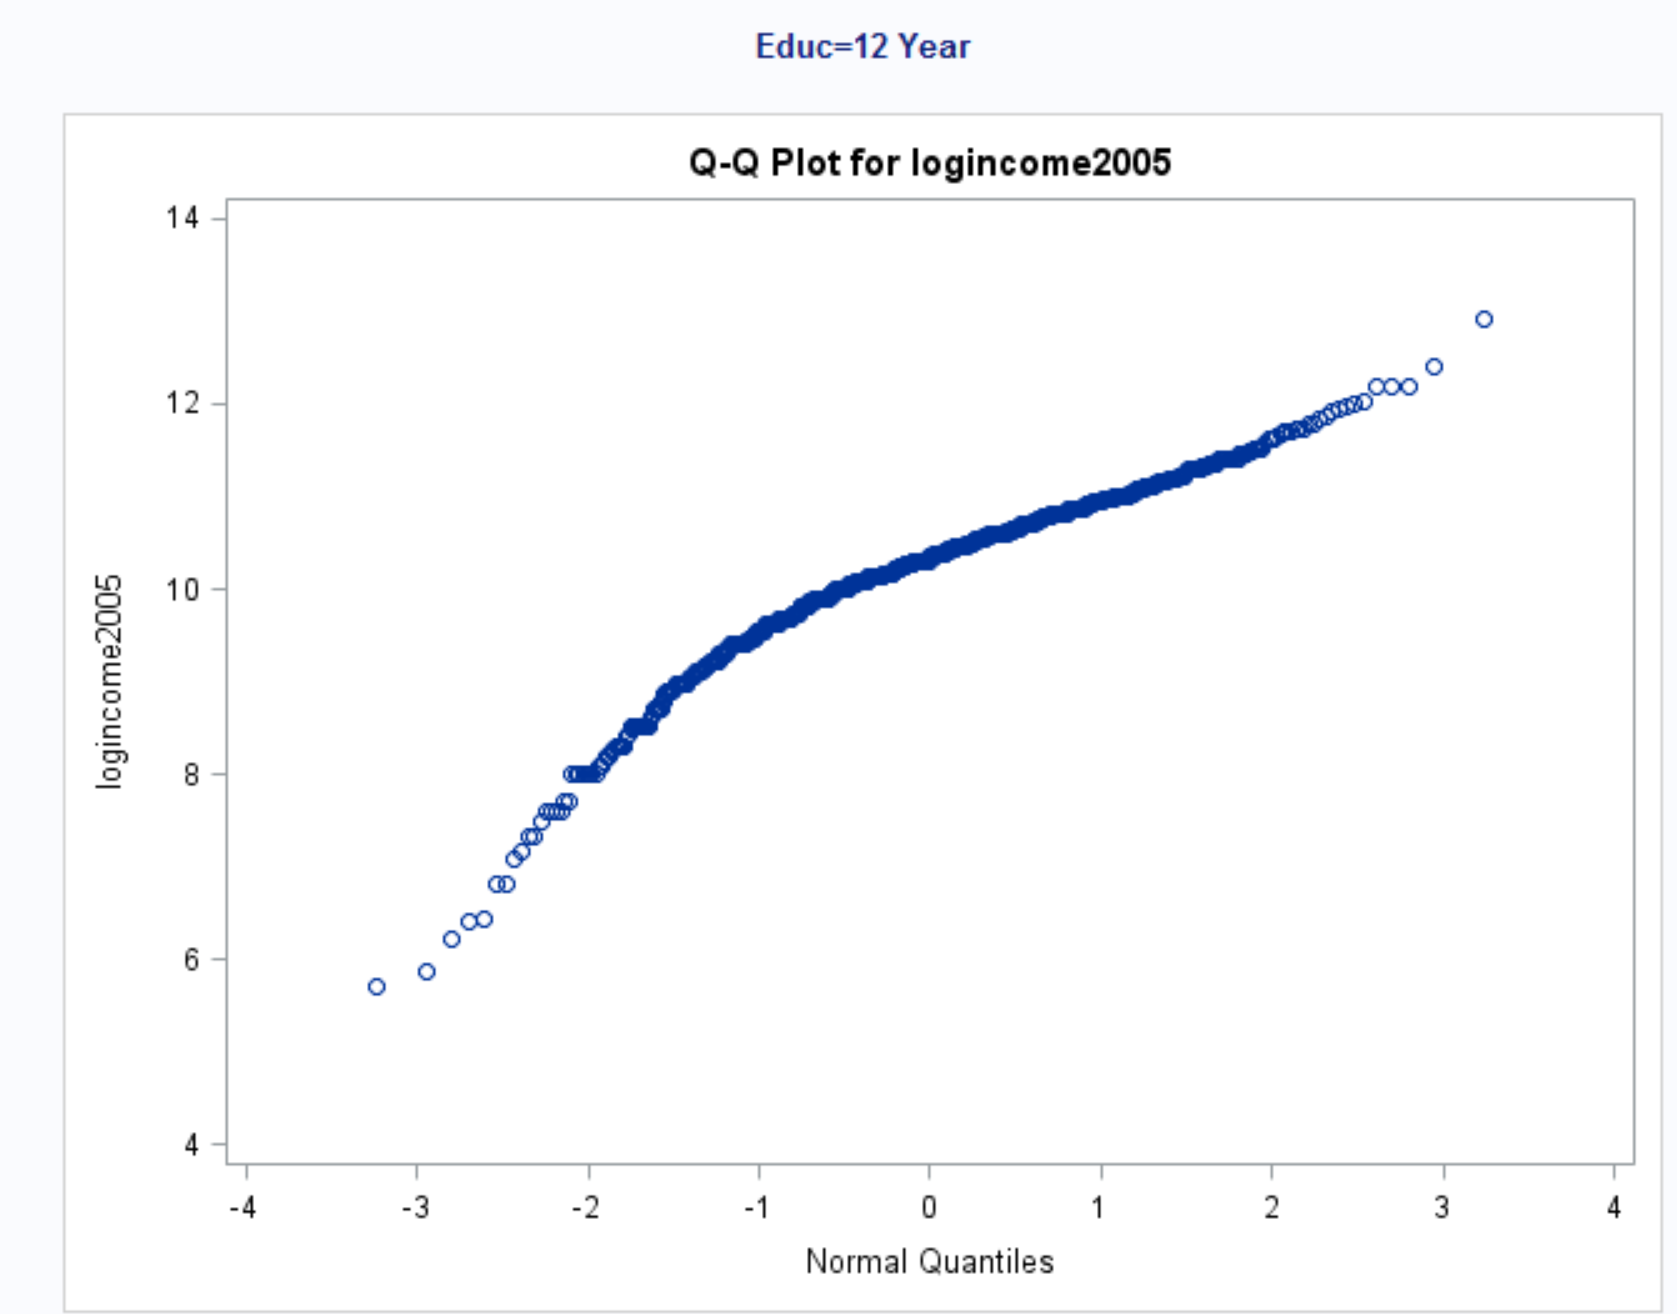 Educ=12 Year
Q-Q Plot for logincome2005
14
12
10
8
6
4
logincome2005
-4 -3 -2 -1 0 1 2 3 4
Normal Quantiles